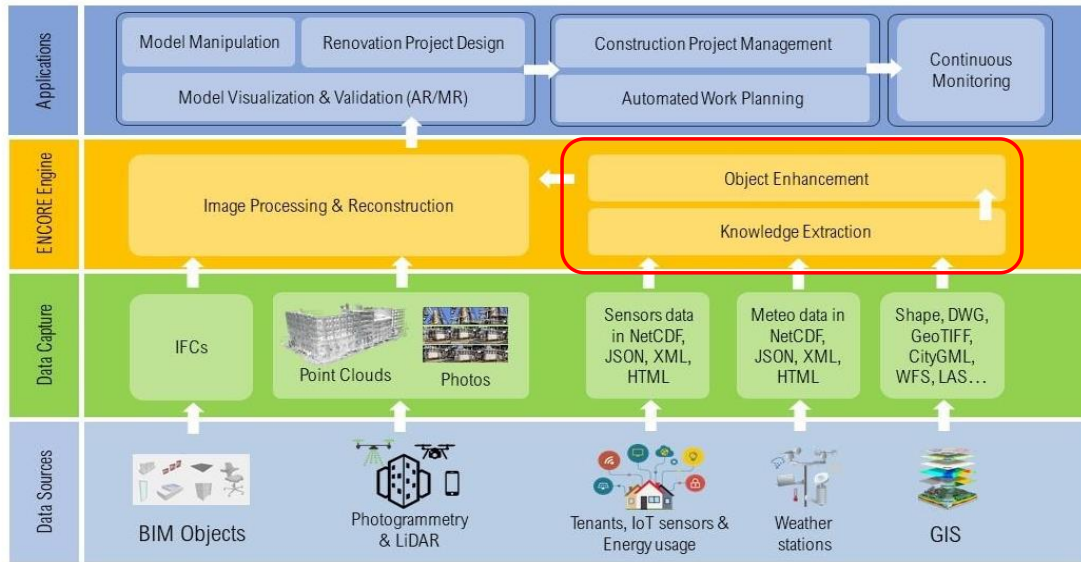 Applications
Model Manipulation
Renovation Project Design
Model Visualization & Validation (AR/MR)
Construction Project Management
Automated Work Planning
Continuous
Monitoring
ENCORE Engine
Image Processing & Reconstruction
Object Enhancement
Knowledge Extraction
Data Capture
IFCs
Point Clouds
Photos
Sensors data
in NetCDF,
JSON, XML,
HTML
Meteo data in
NetCDF,
JSON, XML,
HTML
Shape, DWG,
GeoTIFF,
CityGML,
WFS, LAS...
Data Sources
BIM Objects
Photogrammetry
& LiDAR
Tenants, IoT sensors &
Energy usage
Weather
stations
GIS